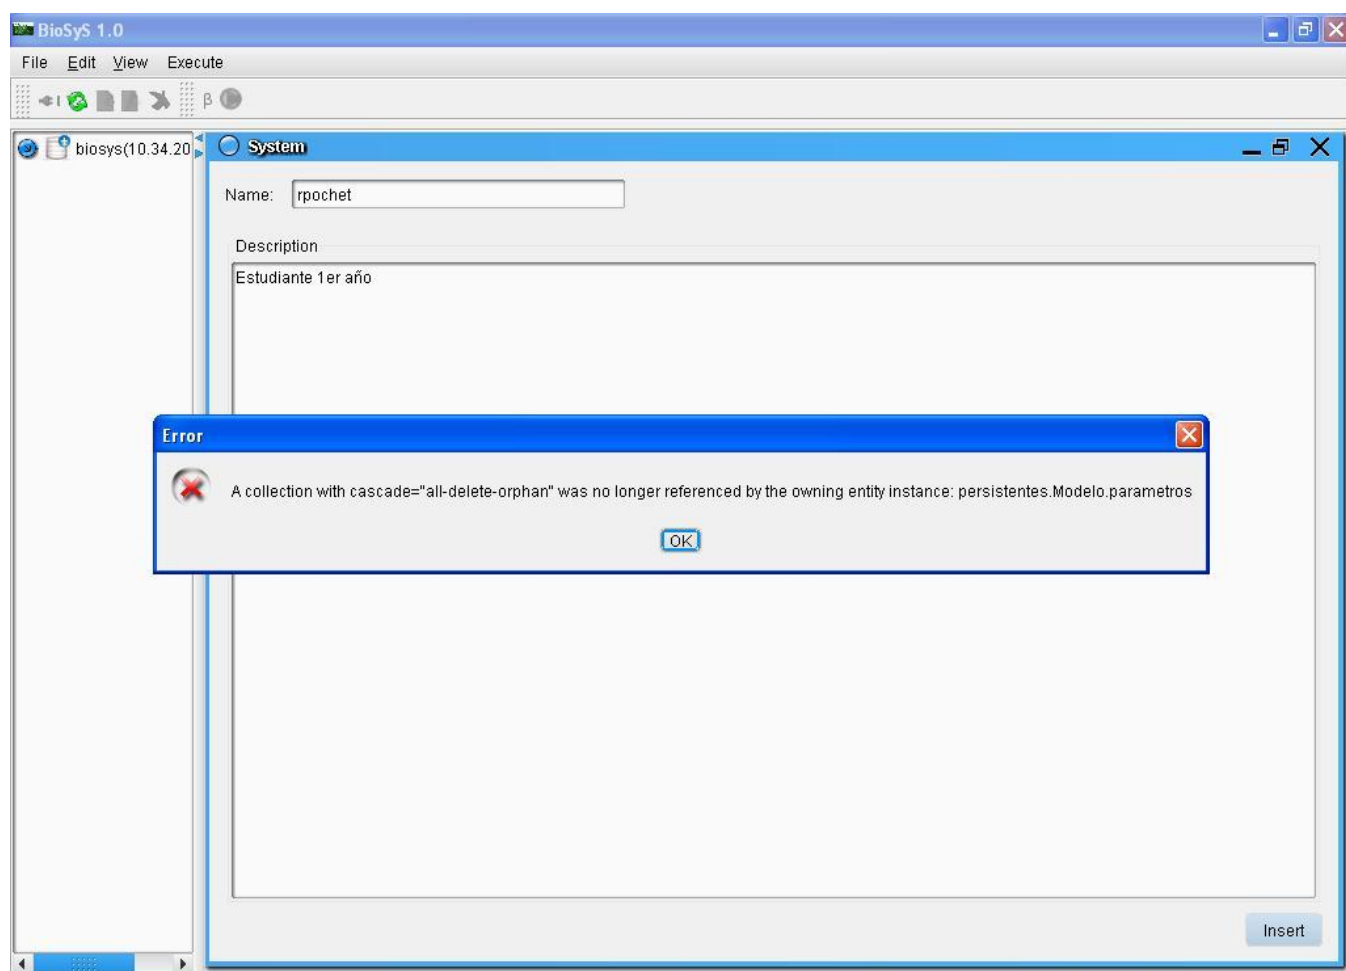 BioSyS 1.0
File Edit View Execute
β
biosys(10.34.20
System
Name: rpochet
Description
Estudiante 1er año
Error
A collection with cascade="all-delete-orphan" was no longer referenced by the owning entity instance: persistentes.Modelo.parametros
OK
Insert